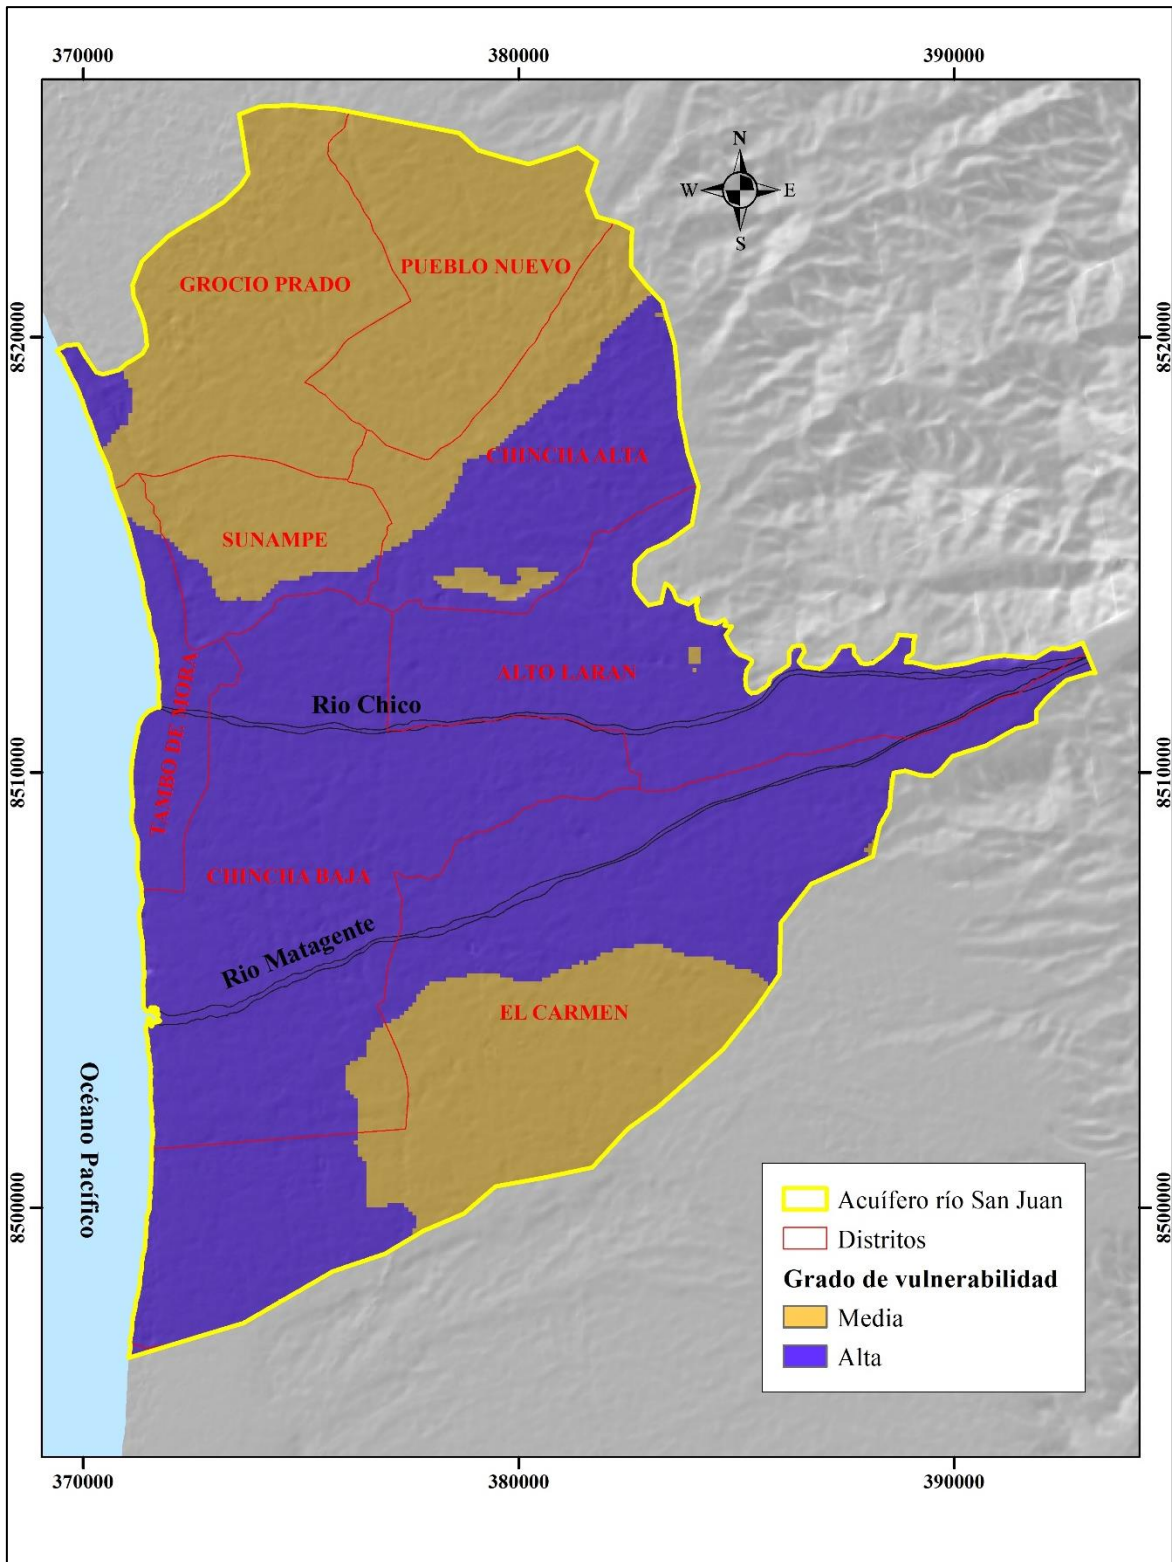 370000
380000
390000
N
W
E
S
PUEBLO NUEVO
GROCIO PRADO
8520000
8520000
CHINCHA ALTA
SUNAMPE
ALTO LARAN
TAMBO DE MORA
Rio Chico
8510000
8510000
CHINCHA BAJA
Rio Matagente
EL CARMEN
Océano Pacífico
8500000
8500000
Acuífero río San Juan
Distritos
Grado de vulnerabilidad
Media
Alta
370000
380000
390000